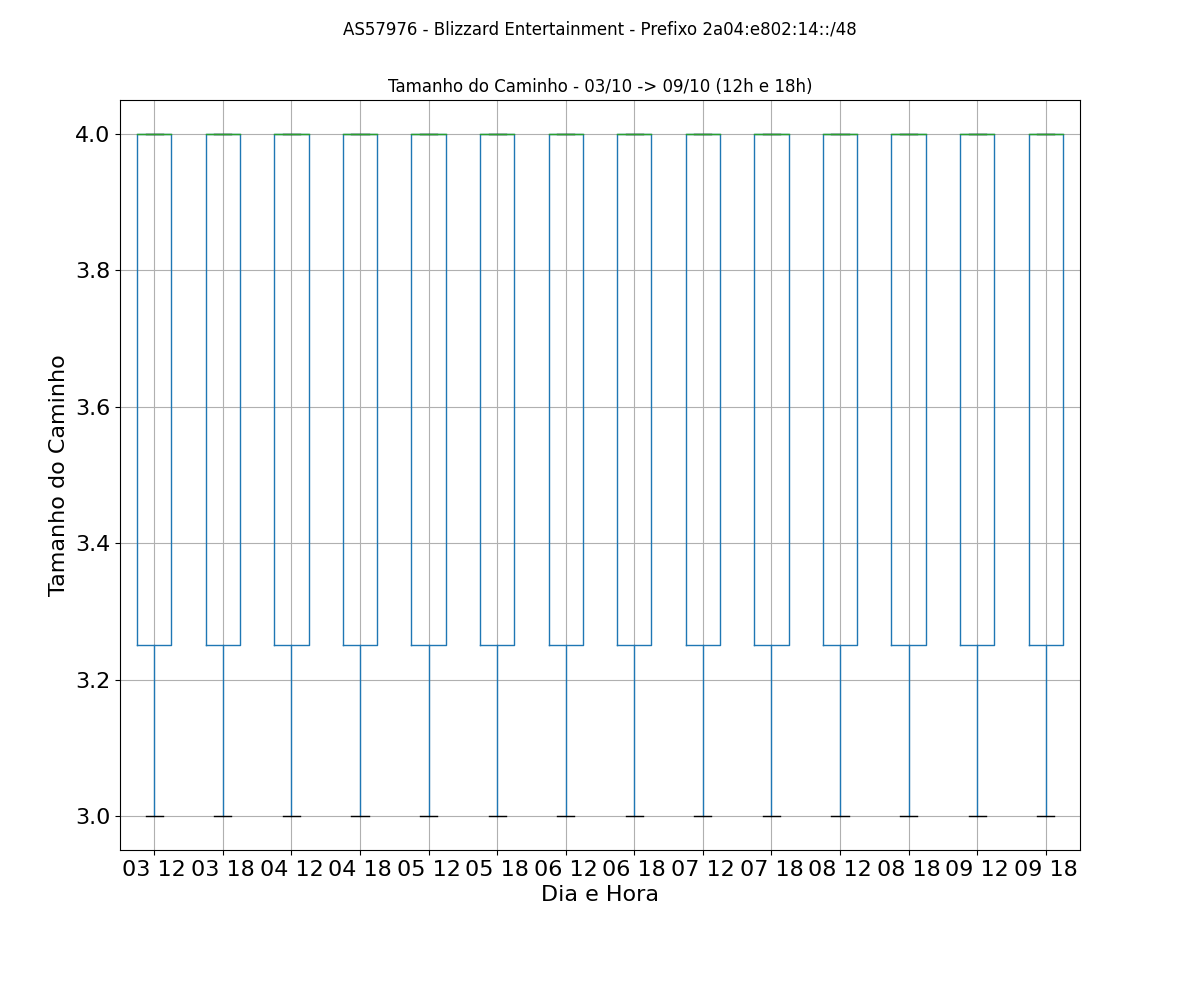 AS57976 - Blizzard Entertainment - Prefixo 2a04:e802:14::/48
Tamanho do Caminho - 03/10 -> 09/10 (12h e 18h)
Tamanho do Caminho
4.0
3.8
3.6
3.4
3.2
3.0
03 12 03 18 04 12 04 18 05 12 05 18 06 12 06 18 07 12 07 18 08 12 08 18 09 12 09 18
Dia e Hora